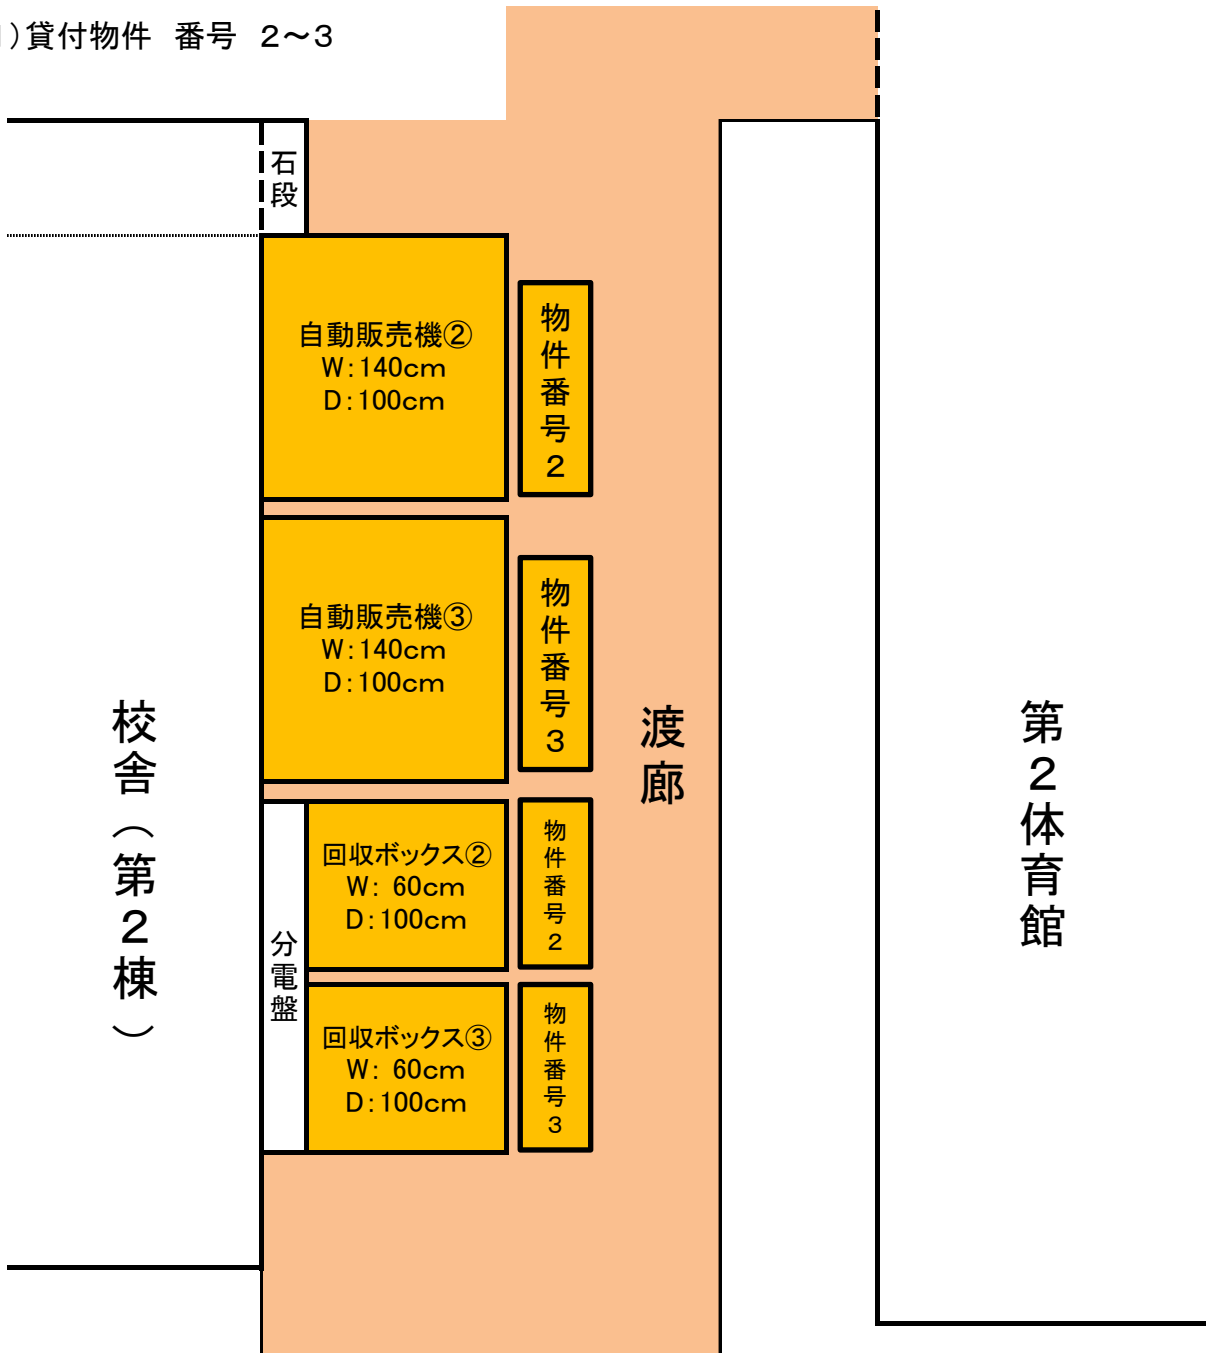 ）貸付物件 番号 2～3
石段
自動販売機②
W：140cm
D：100cm
物件番号2
自動販売機③
W：140cm
D：100cm
物件番号3
校舎（第2棟）
渡廊
第2体育館
回収ボックス②
W： 60cm
D：100cm
物件番号2
分電盤
回収ボックス③
W： 60cm
D：100cm
物件番号3